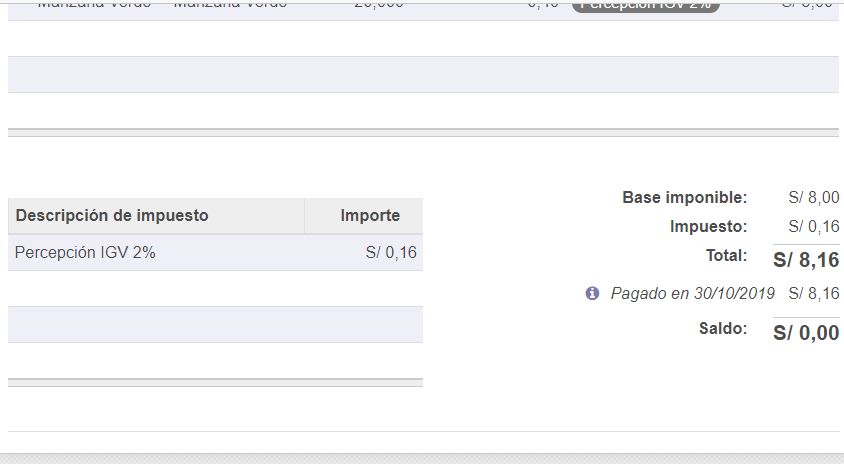 Manzana Verde Manzana Verde 20,000 0,40 Percepción IGV 2% S/ 8,00
Base imponible: S/ 8,00
Descripción de impuesto Importe
Impuesto: S/ 0,16
Percepción IGV 2% S/ 0,16
Total: S/ 8,16
Pagado en 30/10/2019 S/ 8,16
Saldo: S/ 0,00